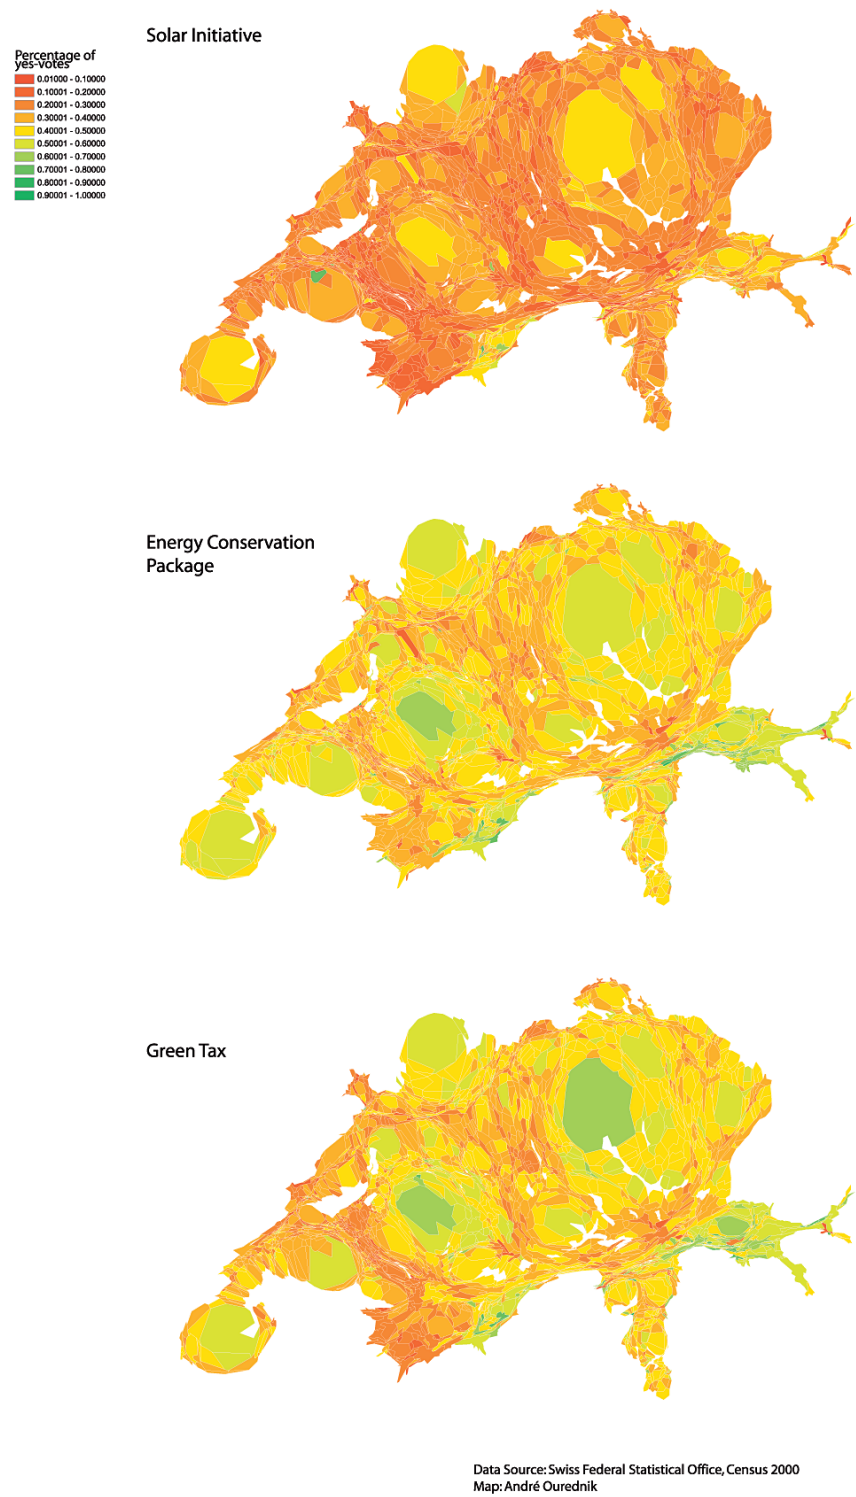 Solar Initiative
Percentage of
yes-votes
0.01000 - 0.10000
0.10001 - 0.20000
0.20001 - 0.30000
0.30001 - 0.40000
0.40001 - 0.50000
0.50001 - 0.60000
0.60001 - 0.70000
0.70001 - 0.80000
0.80001 - 0.90000
0.90001 - 1.00000
Energy Conservation
Package
Green Tax
Data Source: Swiss Federal Statistical Office, Census 2000
Map: André Ourednik